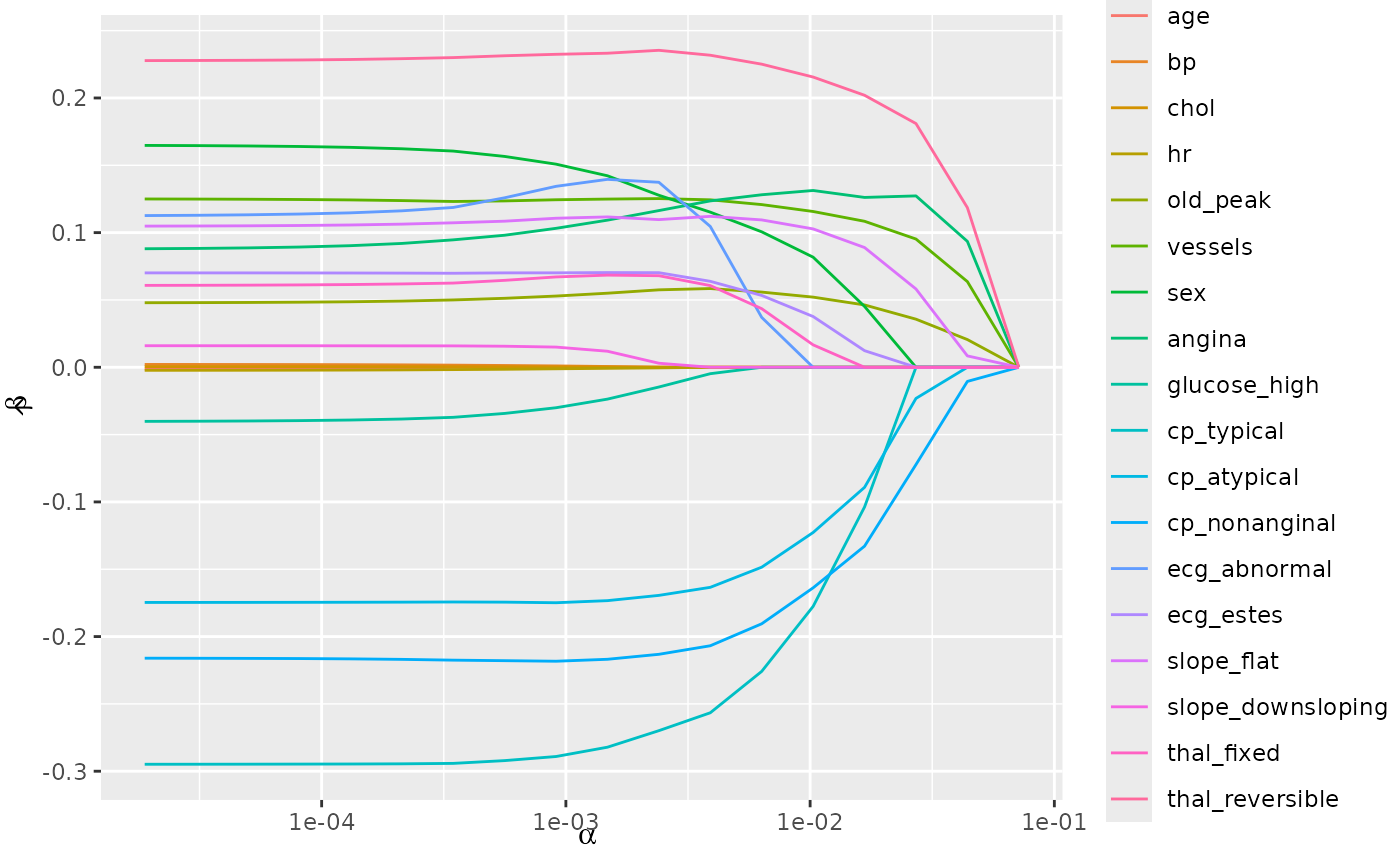 0.2
0.1
0.0
-0.1
-0.2
-0.3
β̂
1e-04
1e-03
1e-02
1e-01
α
age
bp
chol
hr
old_peak
vessels
sex
angina
glucose_high
cp_typical
cp_atypical
cp_nonanginal
ecg_abnormal
ecg_estes
slope_flat
slope_downsloping
thal_fixed
thal_reversible